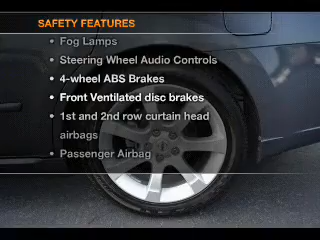 SAFETY FEATURES
• Fog Lamps
• Steering Wheel Audio Controls
• 4-wheel ABS Brakes
• Front Ventilated disc brakes
• 1st and 2nd row curtain head
airbags
• Passenger Airbag